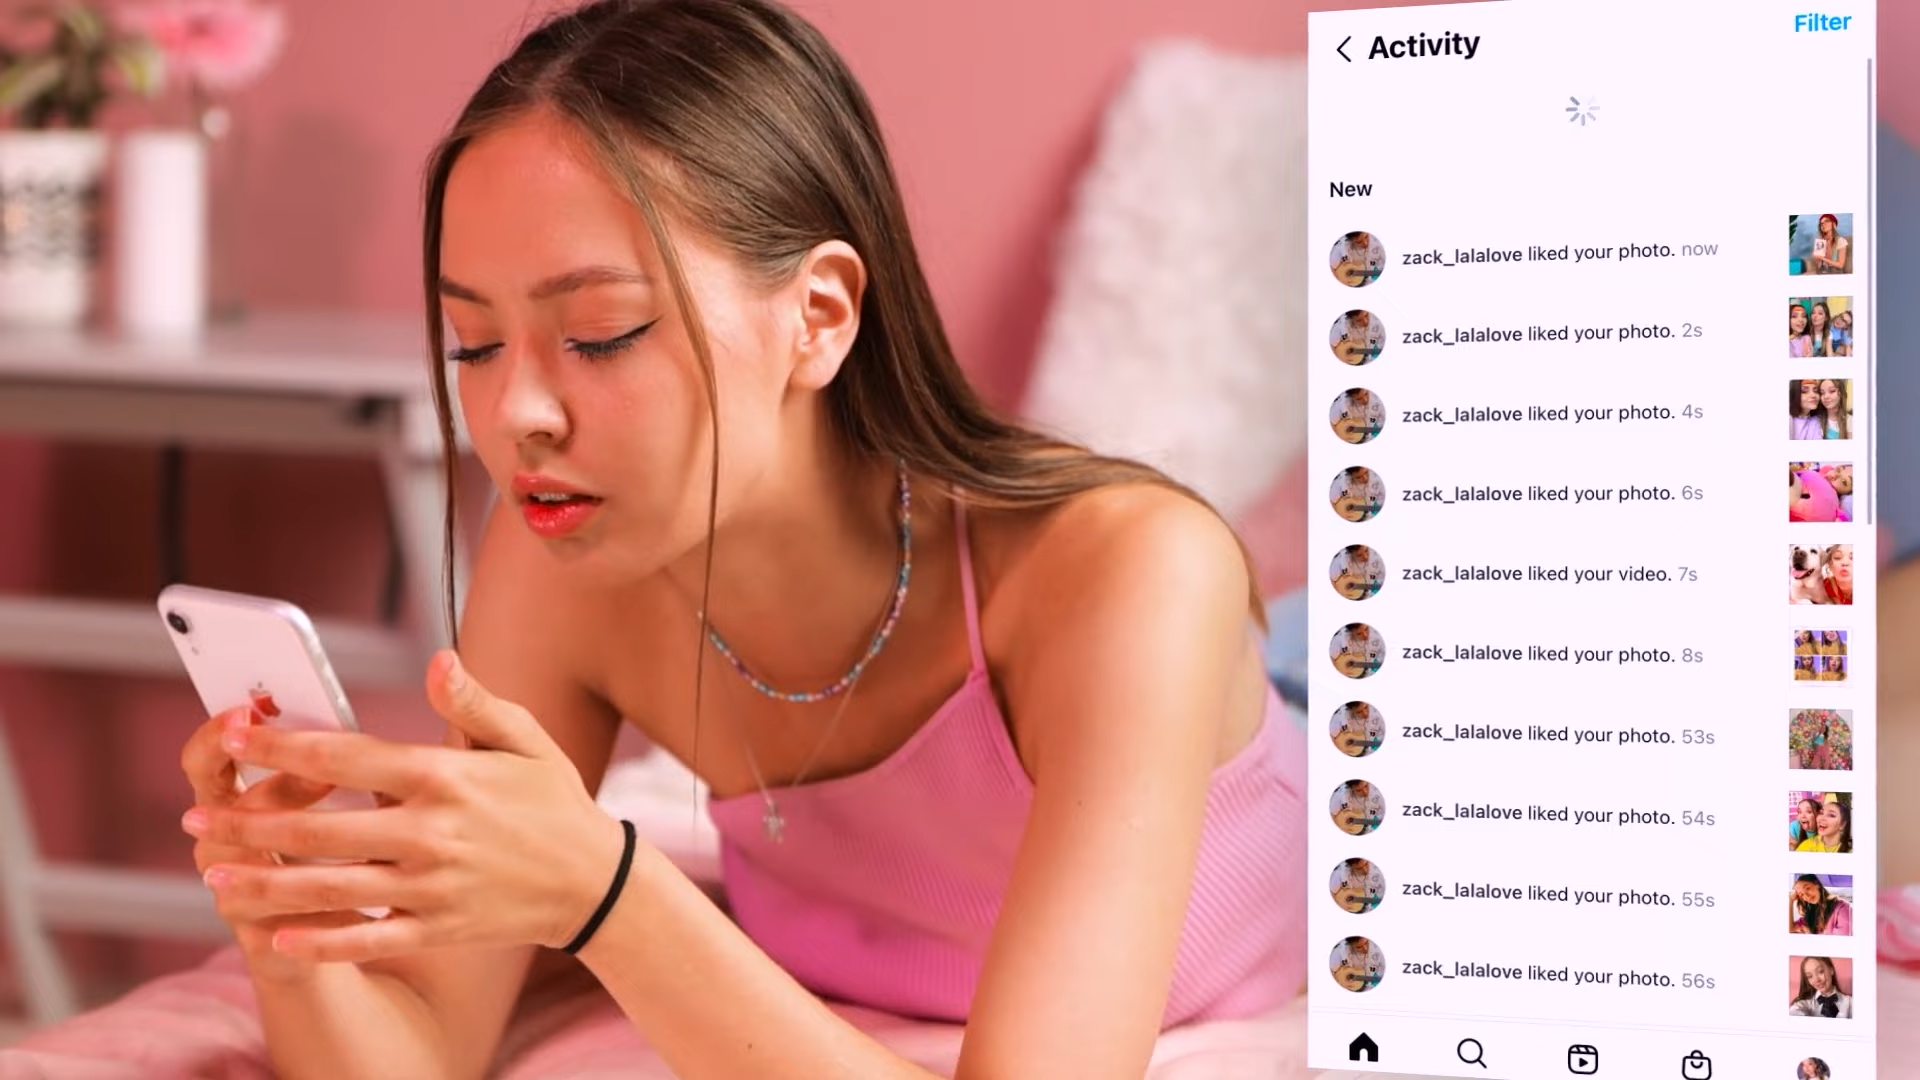 Filter
Activity
New
zack_lalalove liked your photo. now
zack_lalalove liked your photo. 2s
zack_lalalove liked your photo. 4s
zack_lalalove liked your photo. 6s
zack_lalalove liked your video. 7s
zack_lalalove liked your photo. 8s
zack_lalalove liked your photo. 53s
zack_lalalove liked your photo. 54s
zack_lalalove liked your photo. 55s
zack_lalalove liked your photo. 56s